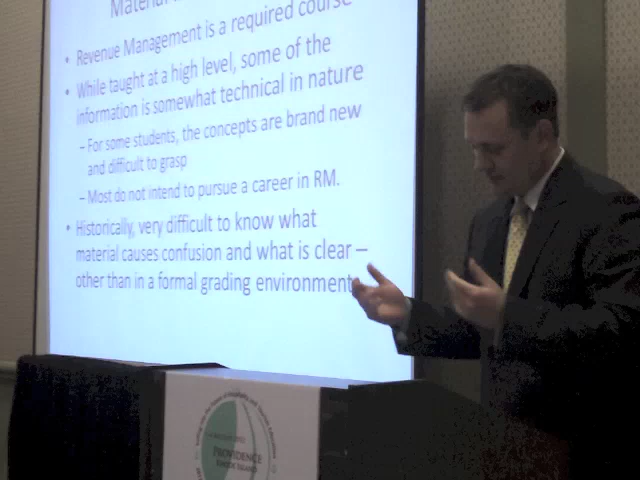 Material
• Revenue Management is a required course
• While taught at a high level, some of the
information is somewhat technical in nature
– For some students, the concepts are brand new
and difficult to grasp
– Most do not intend to pursue a career in RM.
• Historically, very difficult to know what
material causes confusion and what is clear –
other than in a formal grading environment
PROVIDENCE
RHODE ISLAND